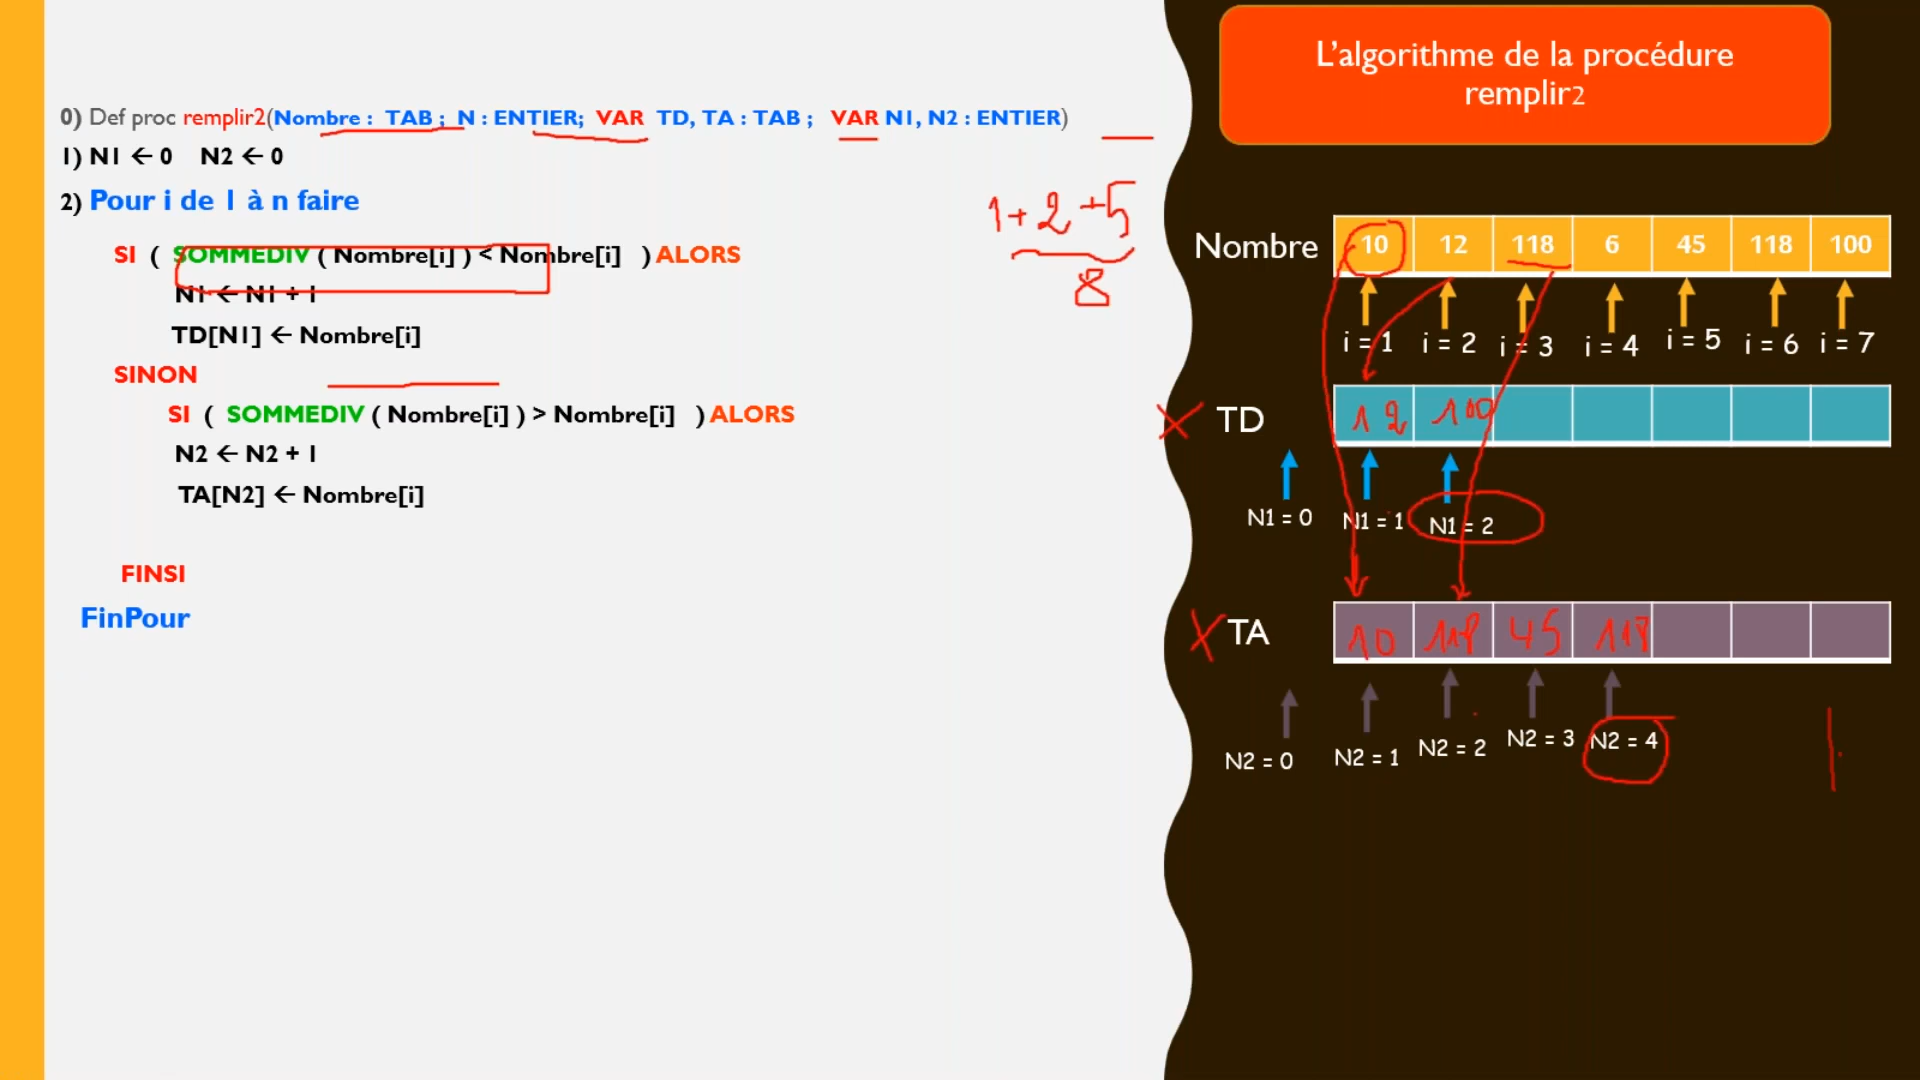 L'algorithme de la procédure
remplir2
0) Def proc remplir2(Nombre : TAB ; N : ENTIER; VAR TD, TA : TAB ; VAR N1, N2 : ENTIER)
1) N1 ← 0 N2 ← 0
2) Pour i de 1 à n faire
SI ( SOMMEDIV ( Nombre[i] ) < Nombre[i] ) ALORS
N1 ← N1 + 1
TD[N1] ← Nombre[i]
SINON
SI ( SOMMEDIV ( Nombre[i] ) > Nombre[i] ) ALORS
N2 ← N2 + 1
TA[N2] ← Nombre[i]
FINSI
FinPour
1+2+5
8
Nombre 10 12 118 6 45 118 100
i = 1 i = 2 i = 3 i = 4 i = 5 i = 6 i = 7
X TD 12 100
N1 = 0 N1 = 1 N1 = 2
X TA 10 118 45 118
N2 = 0 N2 = 1 N2 = 2 N2 = 3 N2 = 4